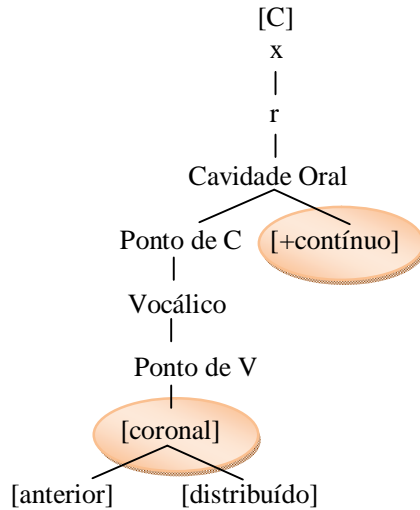 [C]
x
r
Cavidade Oral
Ponto de C [+contínuo]
Vocálico
Ponto de V
[coronal]
[anterior] [distribuído]